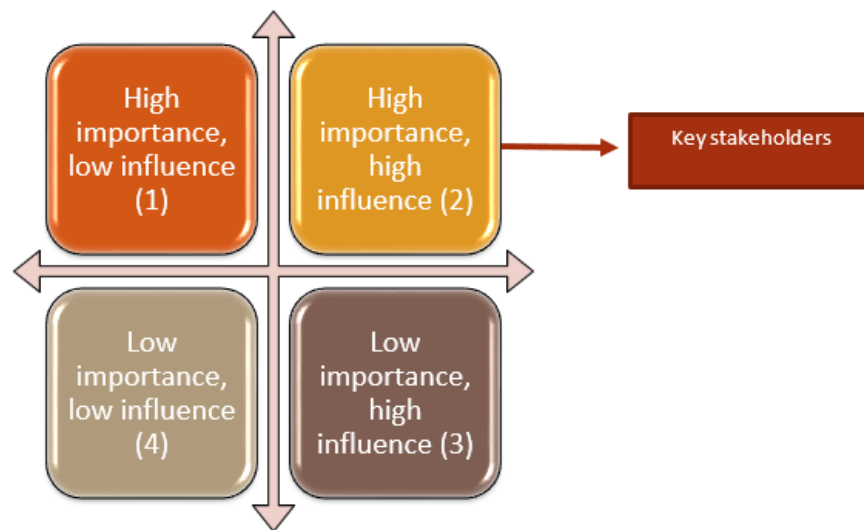 High
importance,
low influence
(1)
High
importance,
high
influence (2)
Key stakeholders
Low
importance,
low influence
(4)
Low
importance,
high
influence (3)